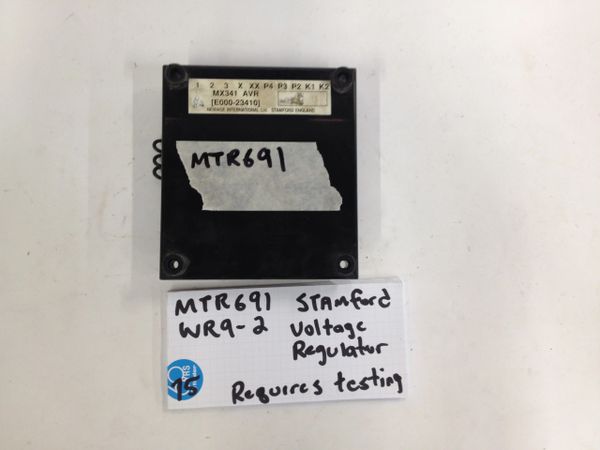 1 2 3 X XX P4 P3 P2 K1 K2
MX341 AVR
[E000-23410]
NEWAGE INTERNATIONAL Ltd STAMFORD ENGLAND
MTR691
MTR691 STAMford
WR9-2 Voltage
Regulator
75 Requires testing